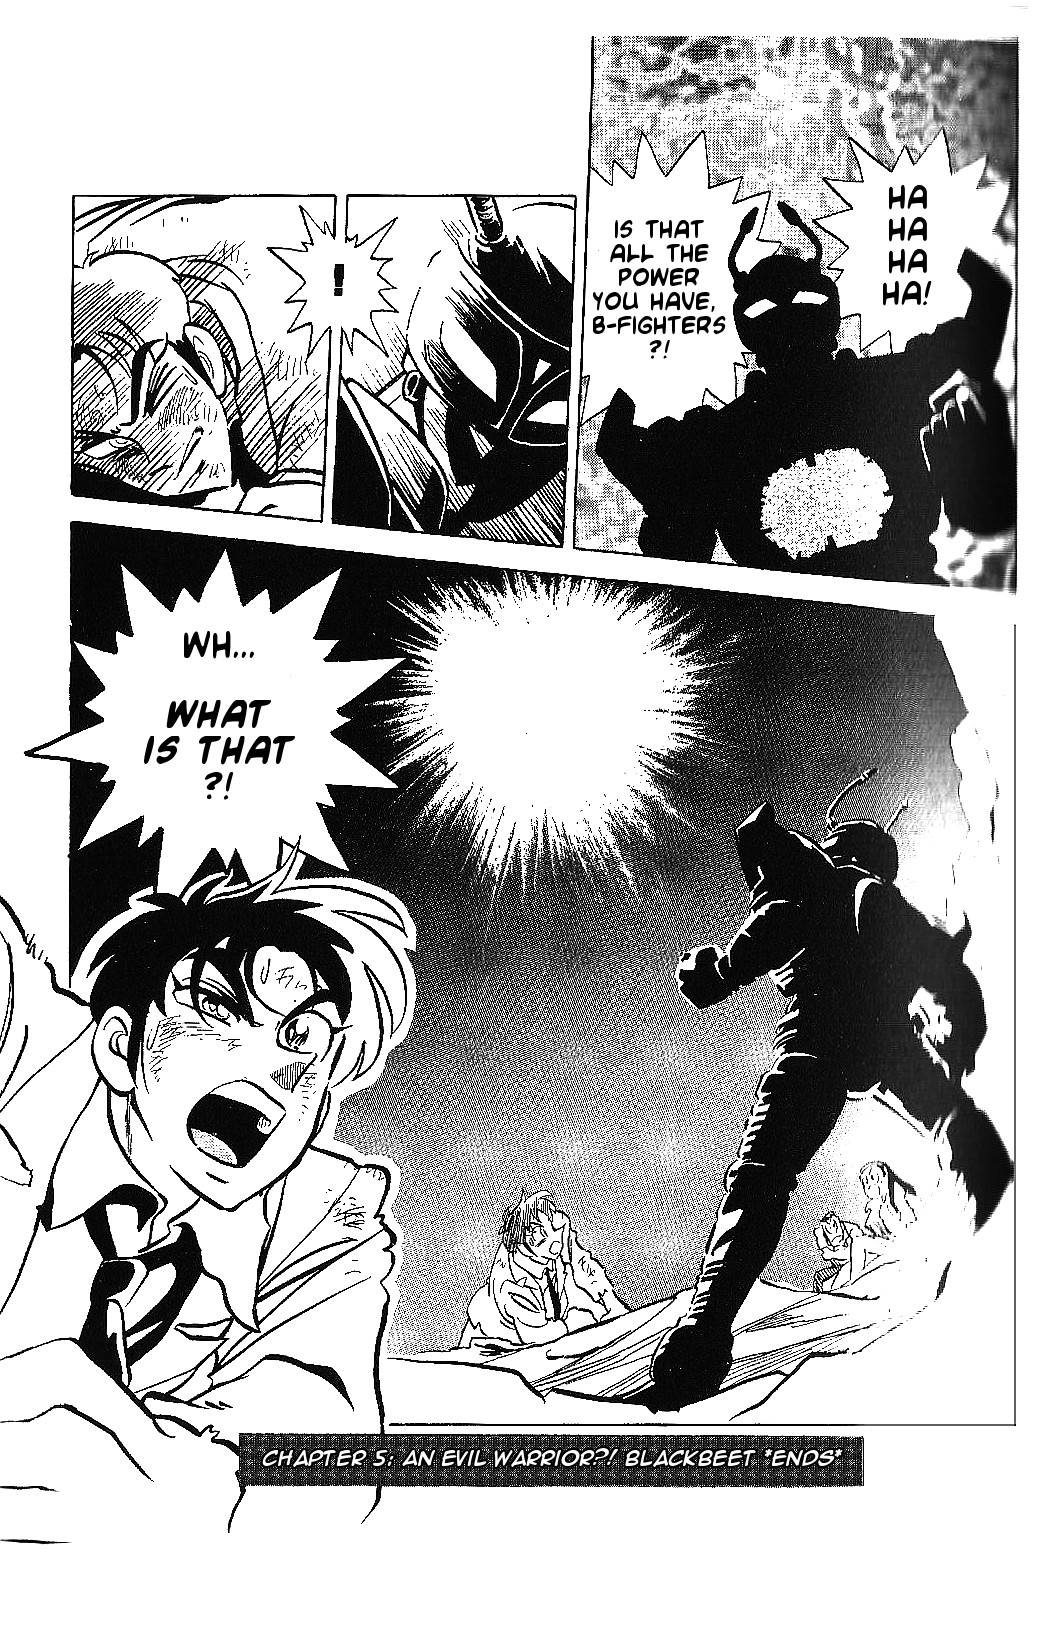 HA
HA
HA
HA!
IS THAT
ALL THE
POWER
YOU HAVE,
B-FIGHTERS
?!
!
WH...
WHAT
IS THAT
?!
CHAPTER 5: AN EVIL WARRIOR?! BLACKBEET *ENDS*